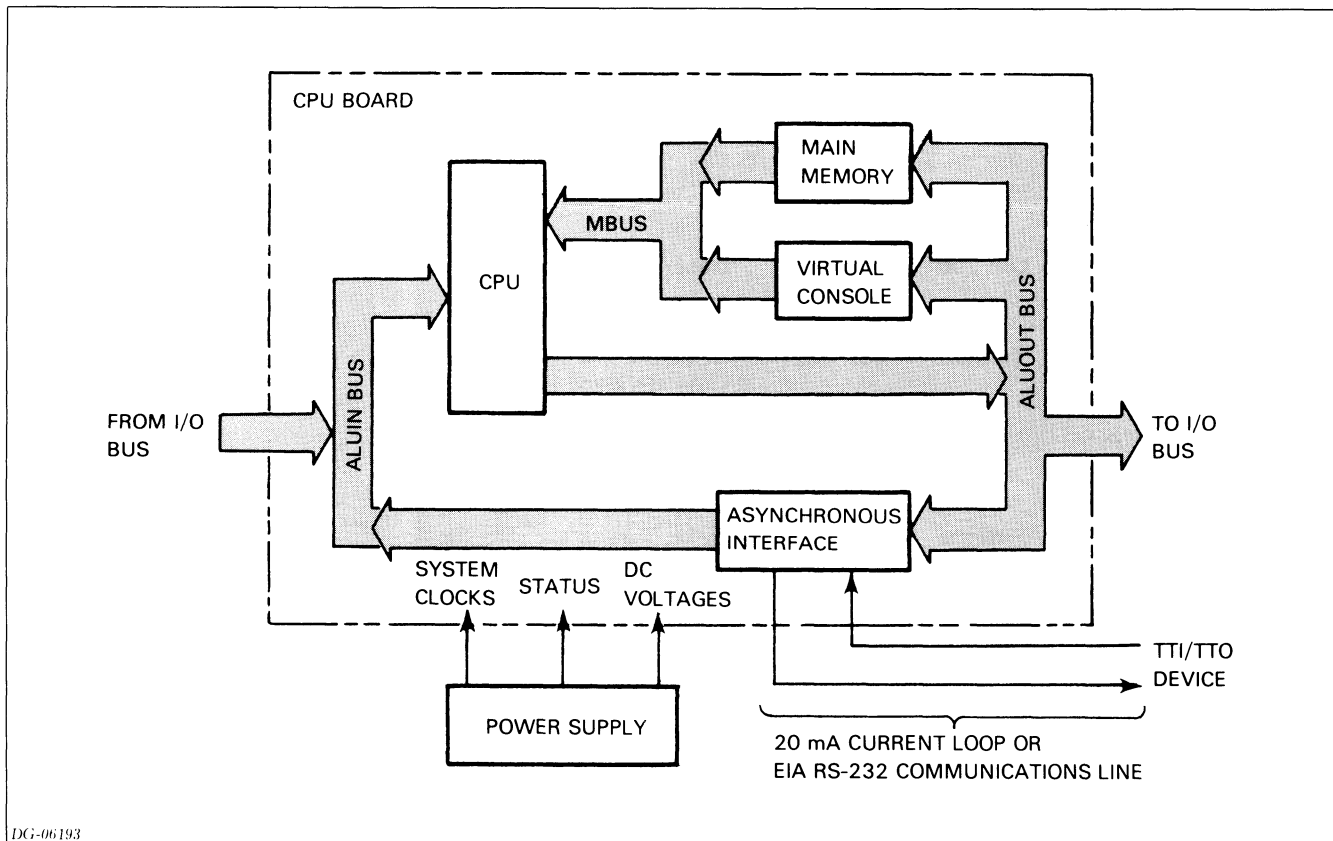 CPU BOARD
MAIN
MEMORY
MBUS
CPU
VIRTUAL
CONSOLE
ALUIN BUS
ALUOUT BUS
FROM I/O
BUS
TO I/O
BUS
ASYNCHRONOUS
INTERFACE
SYSTEM
CLOCKS
STATUS
DC
VOLTAGES
TTI/TTO
DEVICE
POWER SUPPLY
20 mA CURRENT LOOP OR
EIA RS-232 COMMUNICATIONS LINE
DG-06193